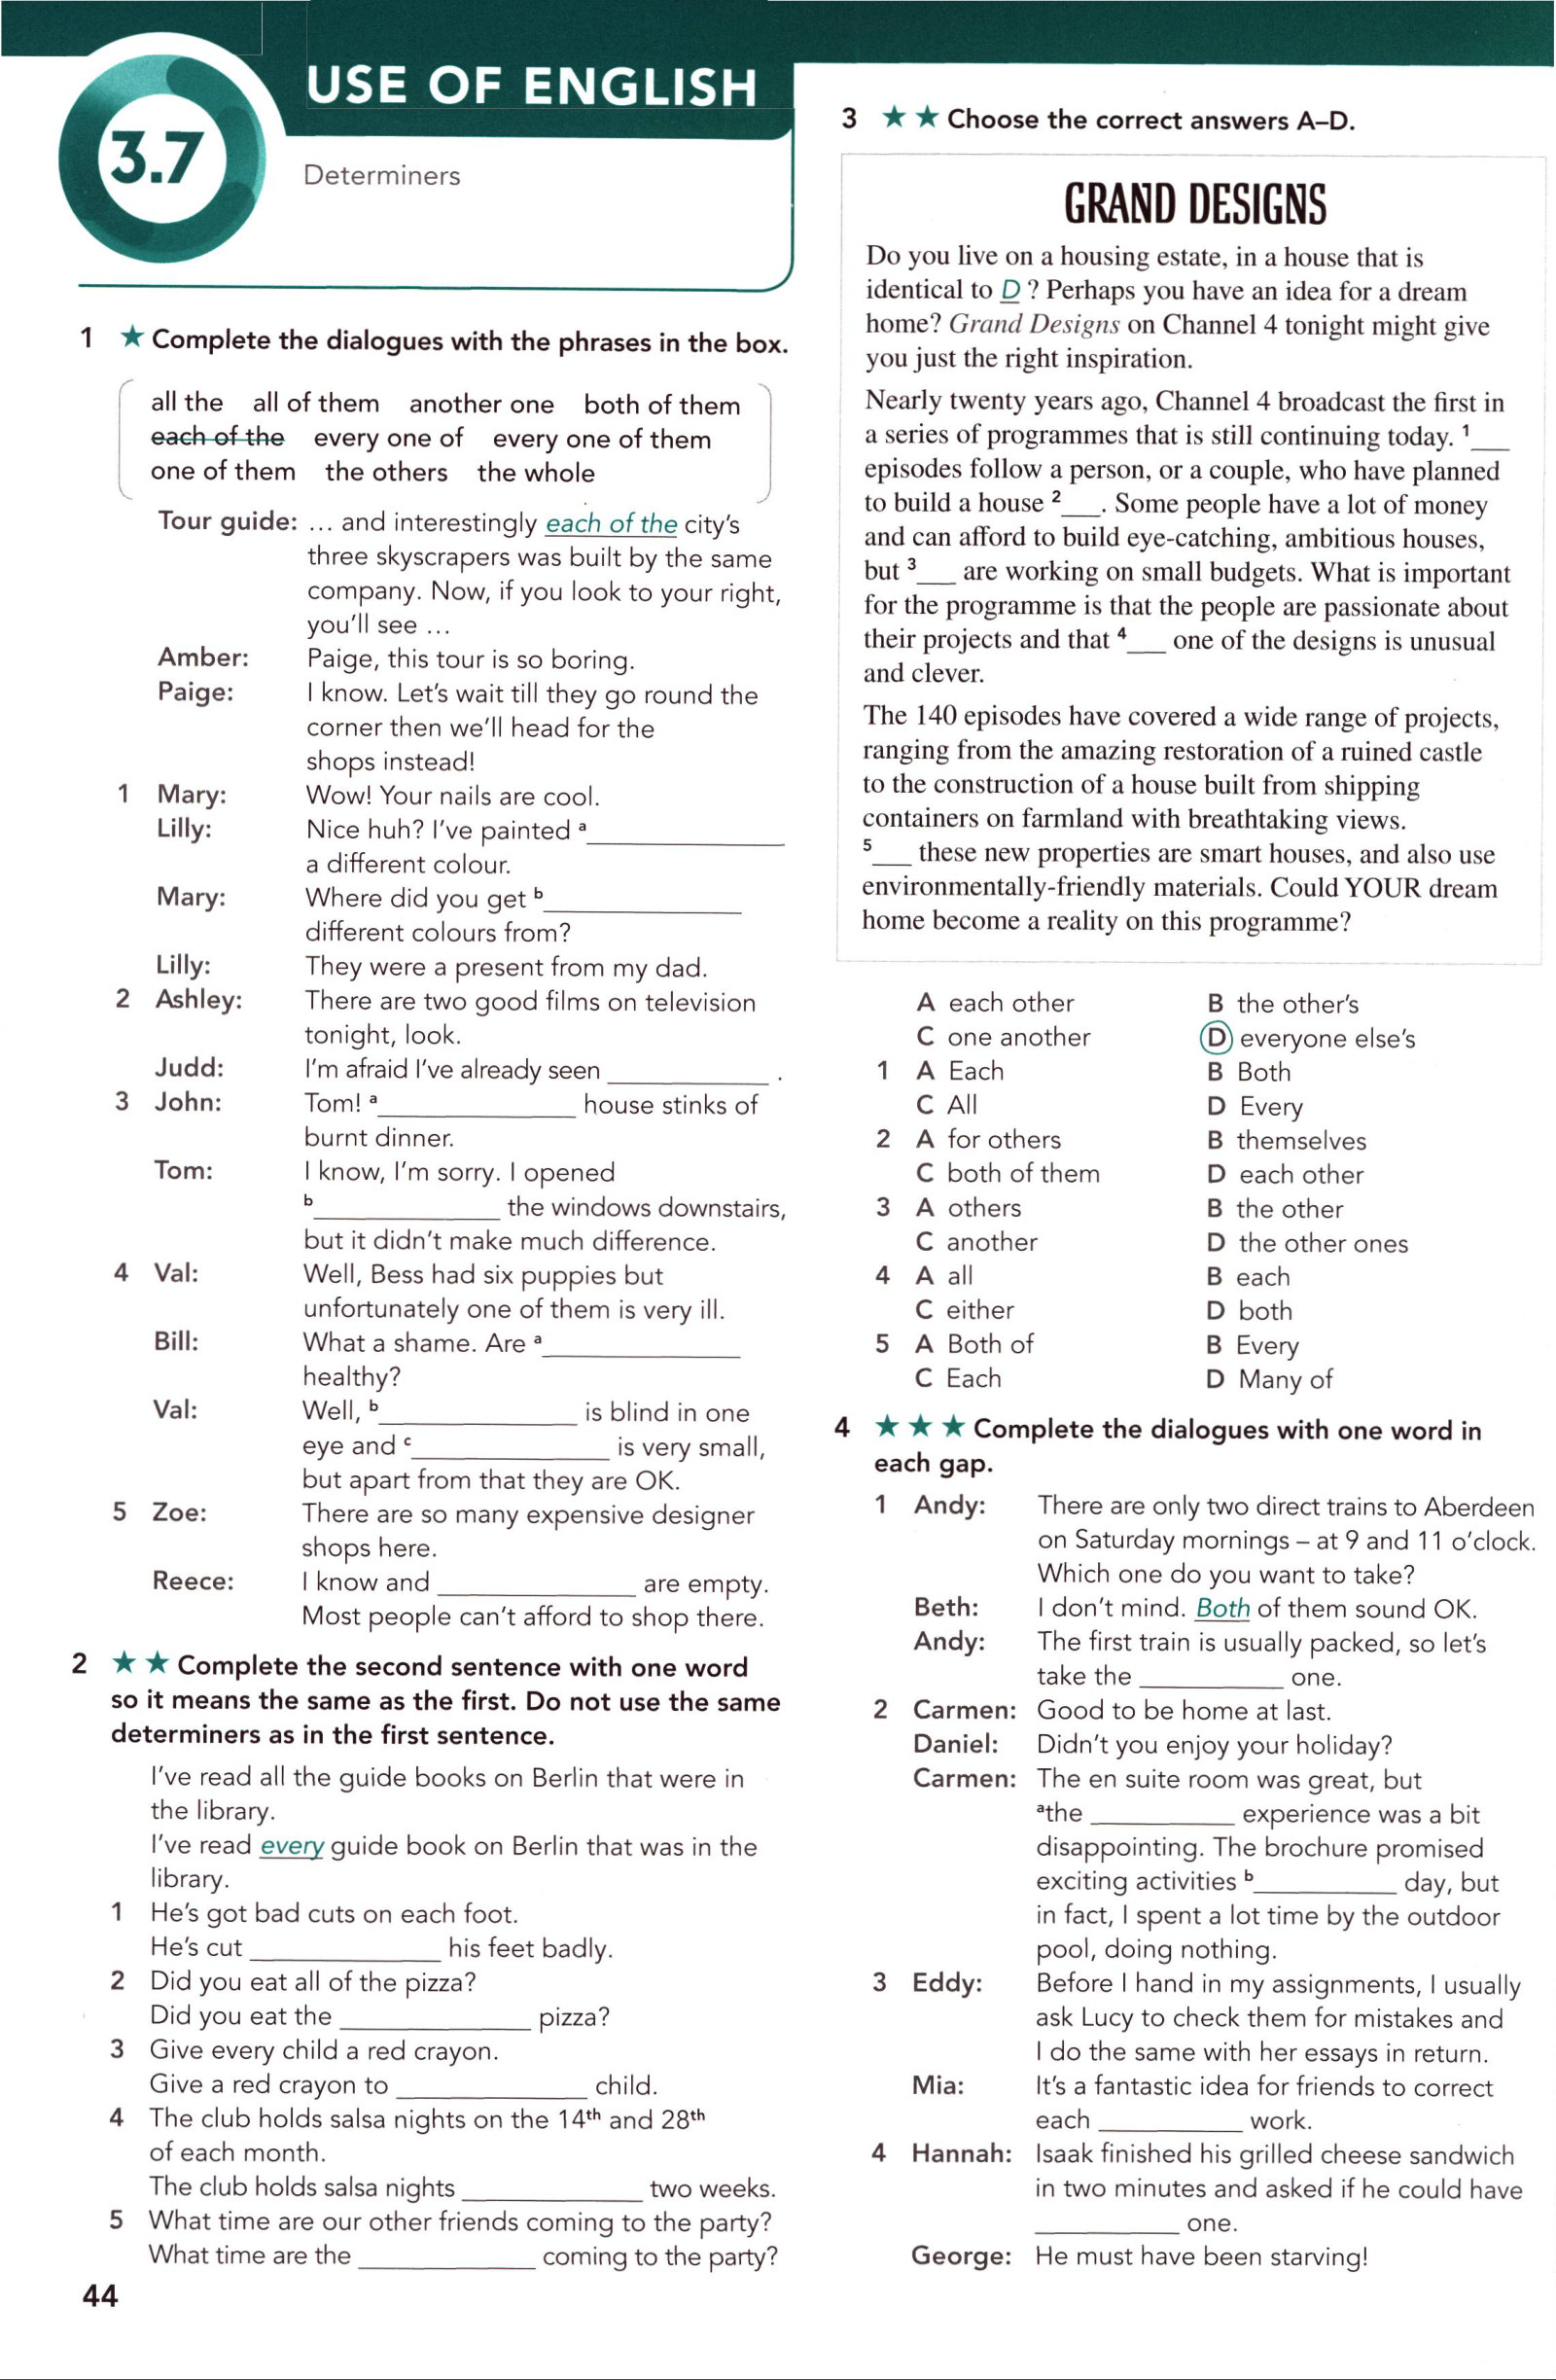 USE OF ENGLISH
3.7
Determiners
1 ★ Complete the dialogues with the phrases in the box.
all the all of them another one both of them
each of the every one of every one of them
one of them the others the whole
Tour guide: ... and interestingly each of the city's
three skyscrapers was built by the same
company. Now, if you look to your right,
you'll see ...
Amber: Paige, this tour is so boring.
Paige: I know. Let's wait till they go round the
corner then we'll head for the
shops instead!
1 Mary: Wow! Your nails are cool.
Lilly: Nice huh? I've painted a____
a different colour.
Mary: Where did you get b____
different colours from?
Lilly: They were a present from my dad.
2 Ashley: There are two good films on television
tonight, look.
Judd: I'm afraid I've already seen ____ .
3 John: Tom! a____ house stinks of
burnt dinner.
Tom: I know, I'm sorry. I opened
b____ the windows downstairs,
but it didn't make much difference.
4 Val: Well, Bess had six puppies but
unfortunately one of them is very ill.
Bill: What a shame. Are a____
healthy?
Val: Well, b____ is blind in one
eye and c____ is very small,
but apart from that they are OK.
5 Zoe: There are so many expensive designer
shops here.
Reece: I know and ____ are empty.
Most people can't afford to shop there.
2 ★ ★ Complete the second sentence with one word
so it means the same as the first. Do not use the same
determiners as in the first sentence.
I've read all the guide books on Berlin that were in
the library.
I've read every guide book on Berlin that was in the
library.
1 He's got bad cuts on each foot.
He's cut ____ his feet badly.
2 Did you eat all of the pizza?
Did you eat the ____ pizza?
3 Give every child a red crayon.
Give a red crayon to ____ child.
4 The club holds salsa nights on the 14th and 28th
of each month.
The club holds salsa nights ____ two weeks.
5 What time are our other friends coming to the party?
What time are the ____ coming to the party?
44
3 ★ ★ Choose the correct answers A–D.
GRAND DESIGNS
Do you live on a housing estate, in a house that is
identical to D ? Perhaps you have an idea for a dream
home? Grand Designs on Channel 4 tonight might give
you just the right inspiration.
Nearly twenty years ago, Channel 4 broadcast the first in
a series of programmes that is still continuing today. 1___
episodes follow a person, or a couple, who have planned
to build a house 2___. Some people have a lot of money
and can afford to build eye-catching, ambitious houses,
but 3___ are working on small budgets. What is important
for the programme is that the people are passionate about
their projects and that 4___ one of the designs is unusual
and clever.
The 140 episodes have covered a wide range of projects,
ranging from the amazing restoration of a ruined castle
to the construction of a house built from shipping
containers on farmland with breathtaking views.
5___ these new properties are smart houses, and also use
environmentally-friendly materials. Could YOUR dream
home become a reality on this programme?
A each other B the other's
C one another D everyone else's
1 A Each B Both
C All D Every
2 A for others B themselves
C both of them D each other
3 A others B the other
C another D the other ones
4 A all B each
C either D both
5 A Both of B Every
C Each D Many of
4 ★ ★ ★ Complete the dialogues with one word in
each gap.
1 Andy: There are only two direct trains to Aberdeen
on Saturday mornings – at 9 and 11 o'clock.
Which one do you want to take?
Beth: I don't mind. Both of them sound OK.
Andy: The first train is usually packed, so let's
take the ____ one.
2 Carmen: Good to be home at last.
Daniel: Didn't you enjoy your holiday?
Carmen: The en suite room was great, but
a the ____ experience was a bit
disappointing. The brochure promised
exciting activities b____ day, but
in fact, I spent a lot time by the outdoor
pool, doing nothing.
3 Eddy: Before I hand in my assignments, I usually
ask Lucy to check them for mistakes and
I do the same with her essays in return.
Mia: It's a fantastic idea for friends to correct
each ____ work.
4 Hannah: Isaak finished his grilled cheese sandwich
in two minutes and asked if he could have
____ one.
George: He must have been starving!